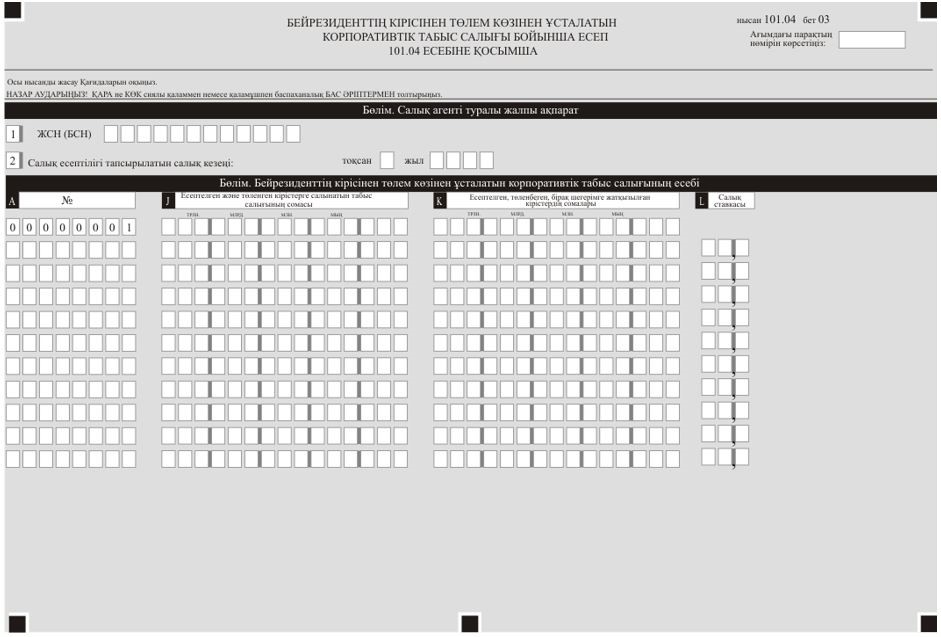 БЕЙРЕЗИДЕНТТІҢ КІРІСІНЕН ТӨЛЕМ КӨЗІНЕН ҰСТАЛАТЫН
КОРПОРАТИВТІК ТАБЫС САЛЫҒЫ БОЙЫНША ЕСЕП
101.04 ЕСЕБІНЕ ҚОСЫМША
нысан 101.04 бет 03
Ағымдағы парақтың
нөмірін көрсетіңіз:
Осы нысанды жасау Қағидаларын оқыңыз.
НАЗАР АУДАРЫҢЫЗ! ҚАРА не КӨК сиялы қаламмен немесе қаламұшпен баспаханалық БАС ӘРІПТЕРМЕН толтырыңыз.
Бөлім. Салық агенті туралы жалпы ақпарат
1 ЖСН (БСН)
2 Салық есептілігі тапсырылатын салық кезеңі: тоқсан жыл
Бөлім. Бейрезиденттің кірісінен төлем көзінен ұсталатын корпоративтік табыс салығының есебі
A №
J Есептелген және төленген кірістерге салынатын табыс
салығының сомасы
K Есептелген, төленбеген, бірақ шегерімге жатқызылған
кірістердің сомалары
L Салық
ставкасы
ТРЛН. МЛРД. МЛН. МЫҢ. ТРЛН. МЛРД. МЛН. МЫҢ.
0 0 0 0 0 0 0 1
,
,
,
,
,
,
,
,
,
,